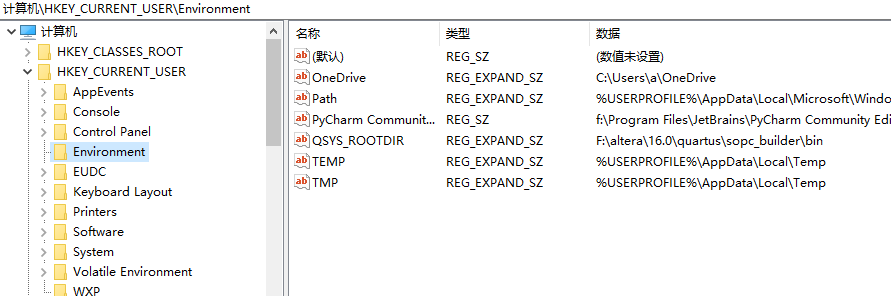 计算机\HKEY_CURRENT_USER\Environment
计算机
HKEY_CLASSES_ROOT
HKEY_CURRENT_USER
AppEvents
Console
Control Panel
Environment
EUDC
Keyboard Layout
Printers
Software
System
Volatile Environment
WXP
名称 类型 数据
(默认) REG_SZ (数值未设置)
OneDrive REG_EXPAND_SZ C:\Users\a\OneDrive
Path REG_EXPAND_SZ %USERPROFILE%\AppData\Local\Microsoft\Windo
PyCharm Communit... REG_SZ f:\Program Files\JetBrains\PyCharm Community Edi
QSYS_ROOTDIR REG_EXPAND_SZ F:\altera\16.0\quartus\sopc_builder\bin
TEMP REG_EXPAND_SZ %USERPROFILE%\AppData\Local\Temp
TMP REG_EXPAND_SZ %USERPROFILE%\AppData\Local\Temp